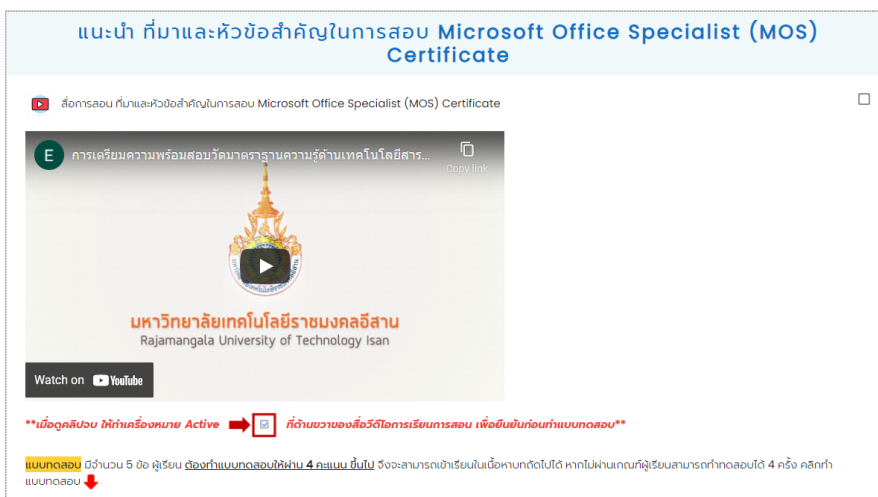 แนะนำ ที่มาและหัวข้อสำคัญในการสอบ Microsoft Office Specialist (MOS)
Certificate
สื่อการสอน ที่มาและหัวข้อสำคัญในการสอบ Microsoft Office Specialist (MOS) Certificate
E การเตรียมความพร้อมสอบวัดมาตราฐานความรู้ด้านเทคโนโลยีสาร...
Copy link
มหาวิทยาลัยเทคโนโลยีราชมงคลอีสาน
Rajamangala University of Technology Isan
Watch on YouTube
**เมื่อดูคลิปจบ ให้ทำเครื่องหมาย Active ที่ด้านขวาของสื่อวีดีโอการเรียนการสอน เพื่อยืนยันก่อนทำแบบทดสอบ**
แบบทดสอบ มีจำนวน 5 ข้อ ผู้เรียน ต้องทำแบบทดสอบให้ผ่าน 4 คะแนน ขึ้นไป จึงจะสามารถเข้าเรียนในเนื้อหาบทถัดไปได้ หากไม่ผ่านเกณฑ์ผู้เรียนสามารถทำทดสอบได้ 4 ครั้ง คลิกทำ
แบบทดสอบ